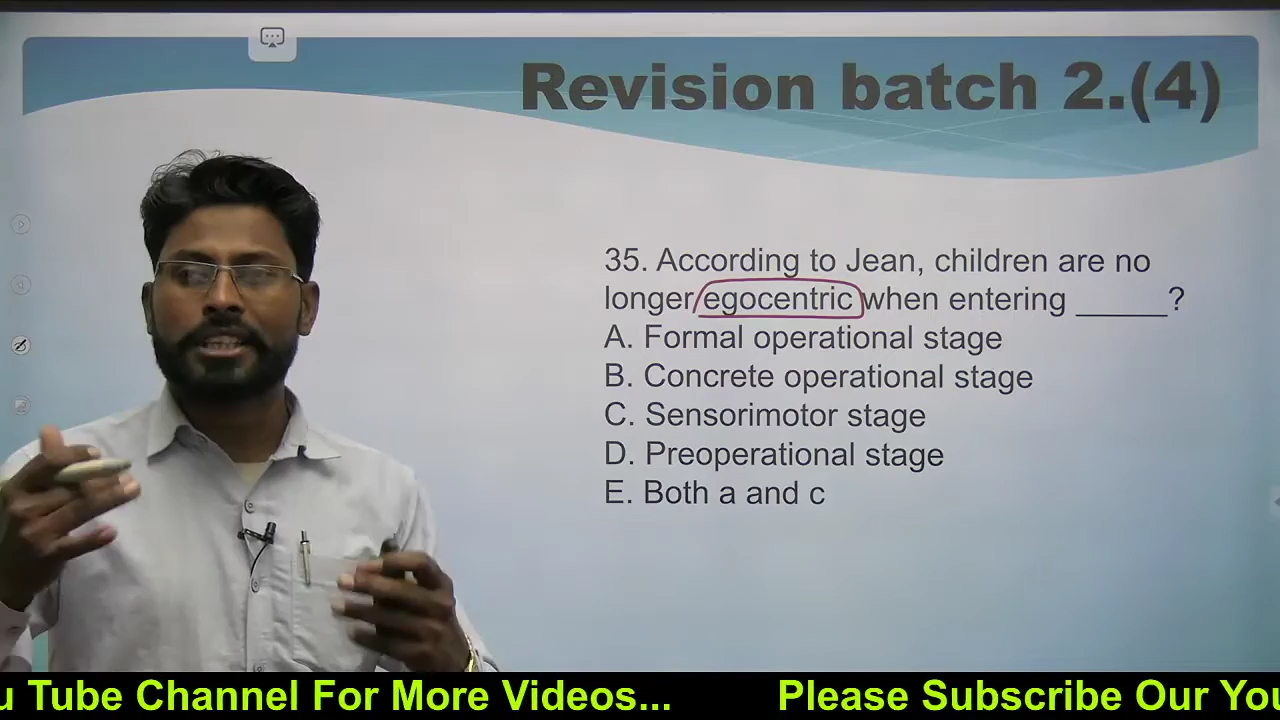 Revision batch 2.(4)
35. According to Jean, children are no
longer egocentric when entering _____?
A. Formal operational stage
B. Concrete operational stage
C. Sensorimotor stage
D. Preoperational stage
E. Both a and c
u Tube Channel For More Videos... Please Subscribe Our You